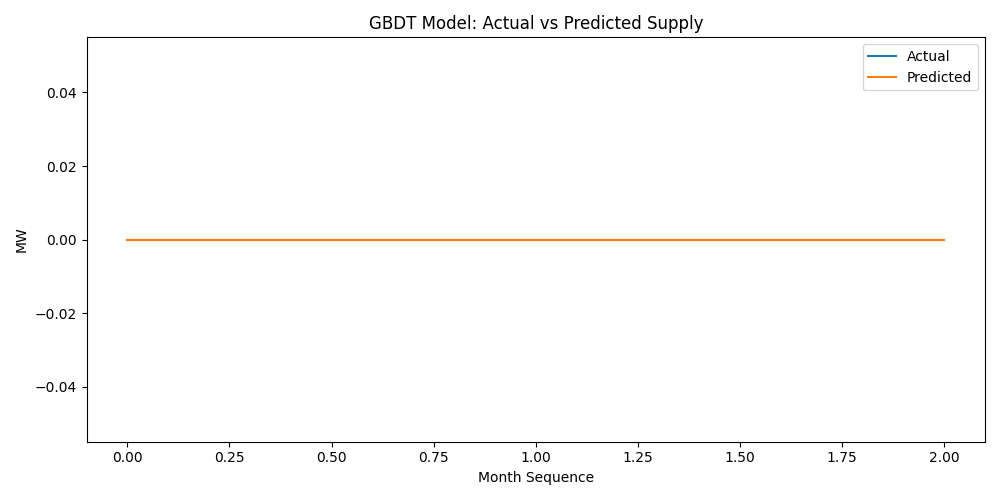 GBDT Model: Actual vs Predicted Supply
Actual
Predicted
MW
0.04
0.02
0.00
−0.02
−0.04
0.00 0.25 0.50 0.75 1.00 1.25 1.50 1.75 2.00
Month Sequence